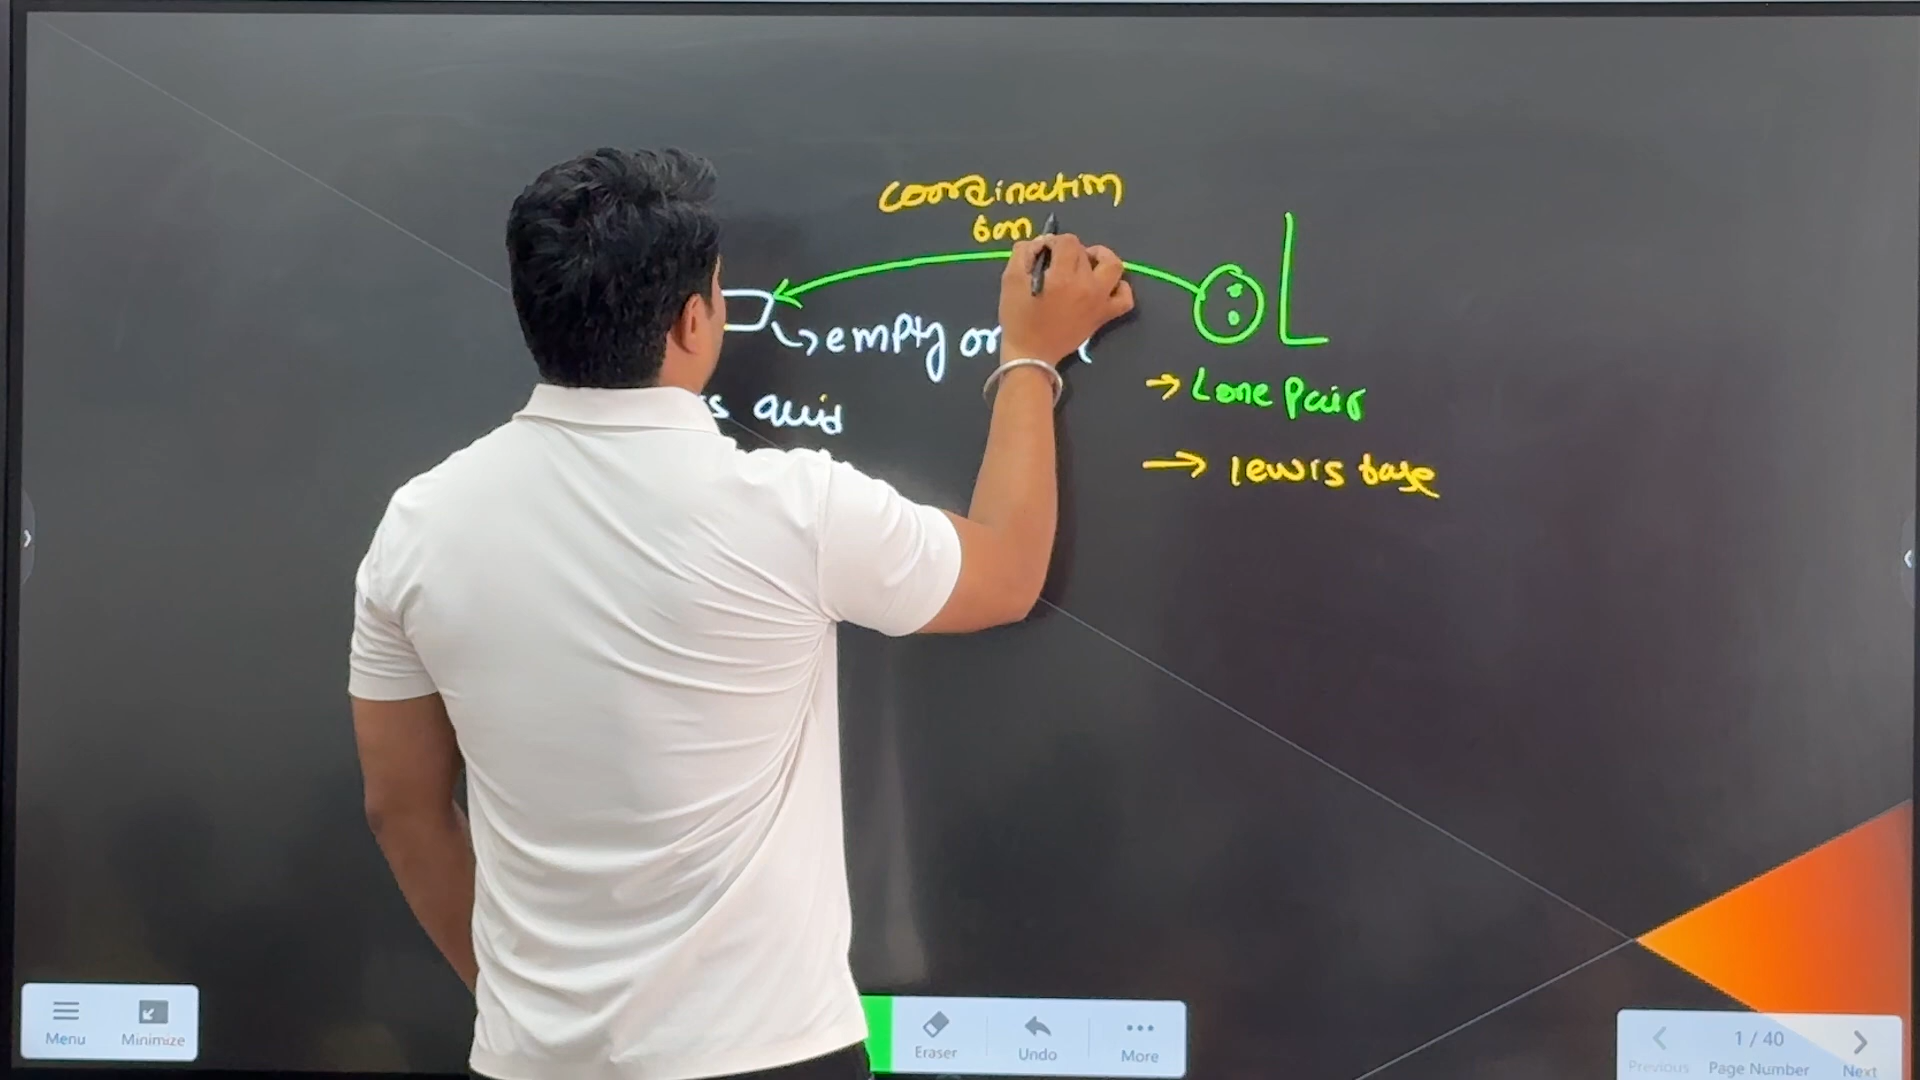 coordination
bon
L
empty or
s acid
→ Lone Pair
→ lewis base
Menu
Minimize
Eraser
Undo
More
1 / 40
Previous
Page Number
Next